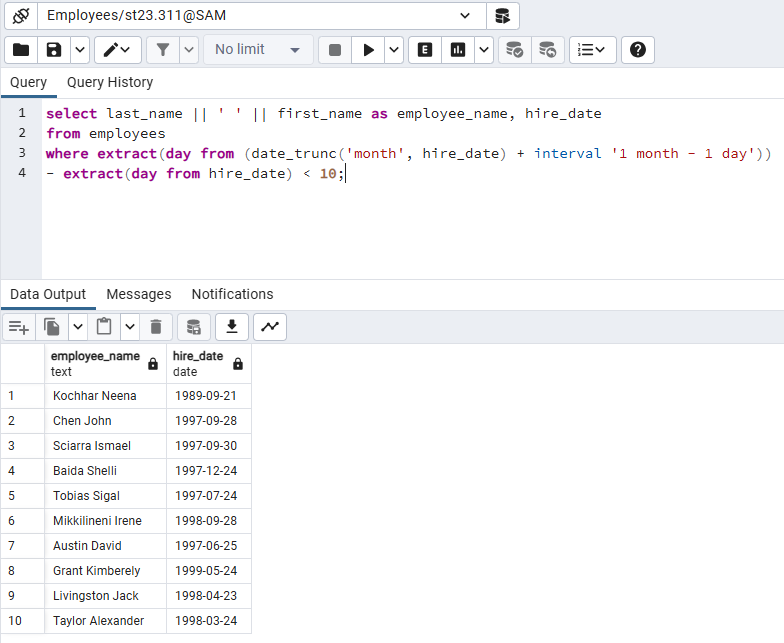 Employees/st23.311@SAM
No limit
E
Query Query History
1 select last_name || ' ' || first_name as employee_name, hire_date
2 from employees
3 where extract(day from (date_trunc('month', hire_date) + interval '1 month - 1 day'))
4 - extract(day from hire_date) < 10;
Data Output Messages Notifications
employee_name hire_date
text date
1 Kochhar Neena 1989-09-21
2 Chen John 1997-09-28
3 Sciarra Ismael 1997-09-30
4 Baida Shelli 1997-12-24
5 Tobias Sigal 1997-07-24
6 Mikkilineni Irene 1998-09-28
7 Austin David 1997-06-25
8 Grant Kimberely 1999-05-24
9 Livingston Jack 1998-04-23
10 Taylor Alexander 1998-03-24